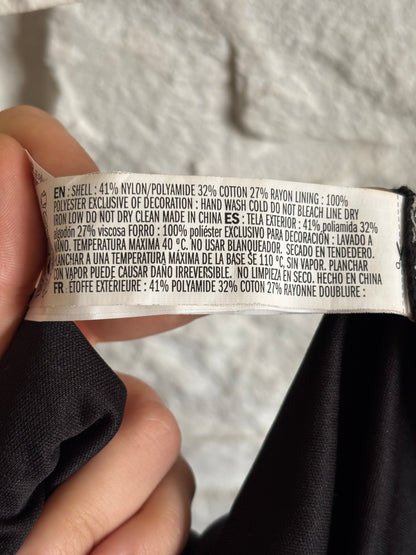 EN : SHELL : 41% NYLON/POLYAMIDE 32% COTTON 27% RAYON LINING : 100%
POLYESTER EXCLUSIVE OF DECORATION : HAND WASH COLD DO NOT BLEACH LINE DRY
IRON LOW DO NOT DRY CLEAN MADE IN CHINA ES : TELA EXTERIOR : 41% poliamida 32%
algodón 27% viscosa FORRO : 100% poliéster EXCLUSIVO PARA DECORACIÓN : LAVADO A
MANO. TEMPERATURA MÁXIMA 40 ºC. NO USAR BLANQUEADOR. SECADO EN TENDEDERO.
PLANCHAR A UNA TEMPERATURA MÁXIMA DE LA BASE SE 110 ºC, SIN VAPOR. PLANCHAR
CON VAPOR PUEDE CAUSAR DAÑO IRREVERSIBLE. NO LIMPIEZA EN SECO. HECHO EN CHINA
FR : ETOFFE EXTÉRIEURE : 41% POLYAMIDE 32% COTON 27% RAYONNE DOUBLURE :